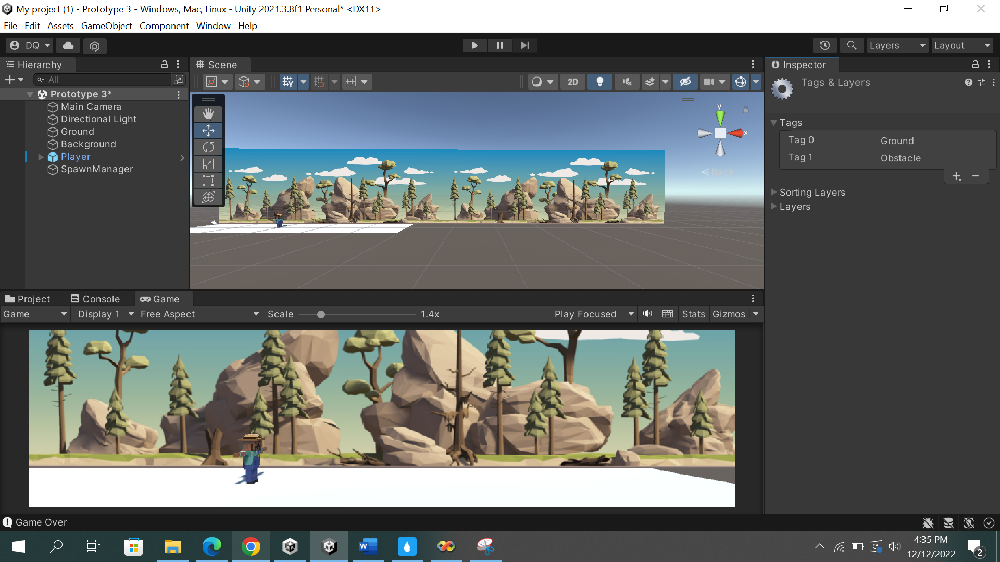 My project (1) - Prototype 3 - Windows, Mac, Linux - Unity 2021.3.8f1 Personal* <DX11>
File Edit Assets GameObject Component Window Help
DQ Layers Layout
Hierarchy
All
Prototype 3*
Main Camera
Directional Light
Ground
Background
Player
SpawnManager
Scene
2D
y
x
Back
Inspector
Tags & Layers
Tags
Tag 0 Ground
Tag 1 Obstacle
Sorting Layers
Layers
Project Console Game
Game Display 1 Free Aspect Scale 1.4x Play Focused Stats Gizmos
Game Over
4:35 PM
12/12/2022
2